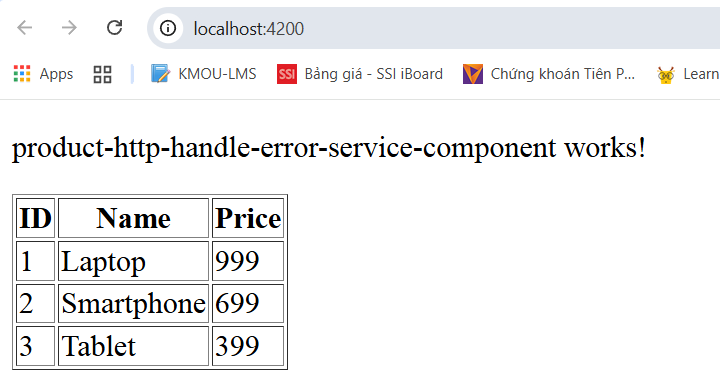 localhost:4200
Apps KMOU-LMS SSI Bảng giá - SSI iBoard Chứng khoán Tiên P... Learn
product-http-handle-error-service-component works!
ID Name Price
1 Laptop 999
2 Smartphone 699
3 Tablet 399